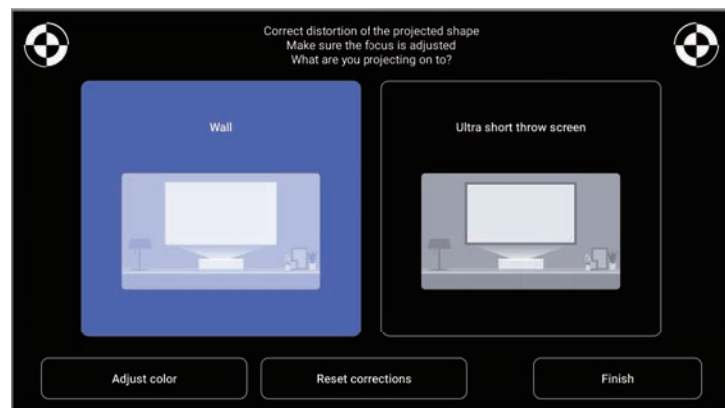 Correct distortion of the projected shape
Make sure the focus is adjusted
What are you projecting on to?
Wall
Ultra short throw screen
Adjust color
Reset corrections
Finish